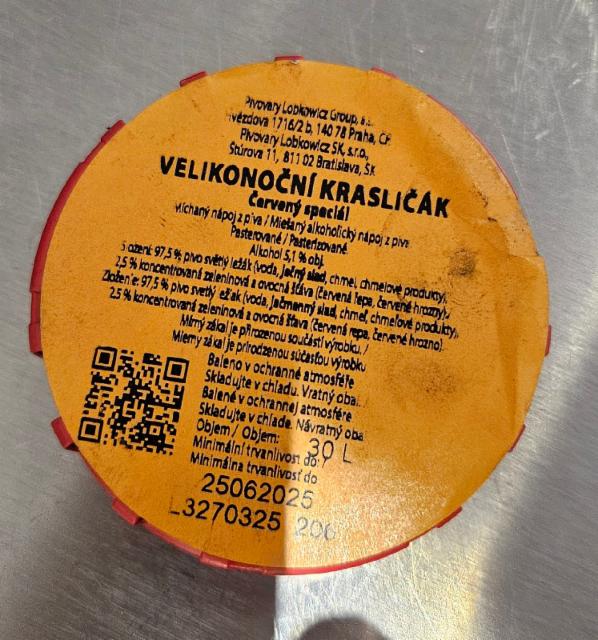 Pivovary Lobkowicz Group, a.s.
Hvězdova 1716/2 b, 140 78 Praha, CR
Pivovary Lobkowicz SK, s.r.o.,
Štúrova 11, 811 02 Bratislava, SK
VELIKONOČNÍ KRASLIČÁK
Červený speciál
Míchaný nápoj z piva / Miešaný alkoholický nápoj z piva
Pasterované / Pasterizované.
Alkohol 5,1 % obj.
Složení: 97,5 % pivo světlý ležák (voda, ječný slad, chmel, chmelové produkty),
2,5 % koncentrovaná zeleninová a ovocná šťáva (červená řepa, červené hrozny).
Zloženie: 97,5 % pivo svetlý ležiak (voda, jačmenný slad, chmeľ, chmeľové produkty),
2,5 % koncentrovaná zeleninová a ovocná šťava (červená repa, červené hrozno).
Mírný zákal je přirozenou součástí výrobku. /
Mierny zákal je prirodzenou súčasťou výrobku
Baleno v ochranné atmosféře
Skladujte v chladu. Vratný obal.
Balené v ochrannej atmosfére
Skladujte v chlade. Návratný oba
Objem / Objem: 30 L
Minimální trvanlivost do: /
Minimálna trvanlivosť do
25062025
L3270325 200